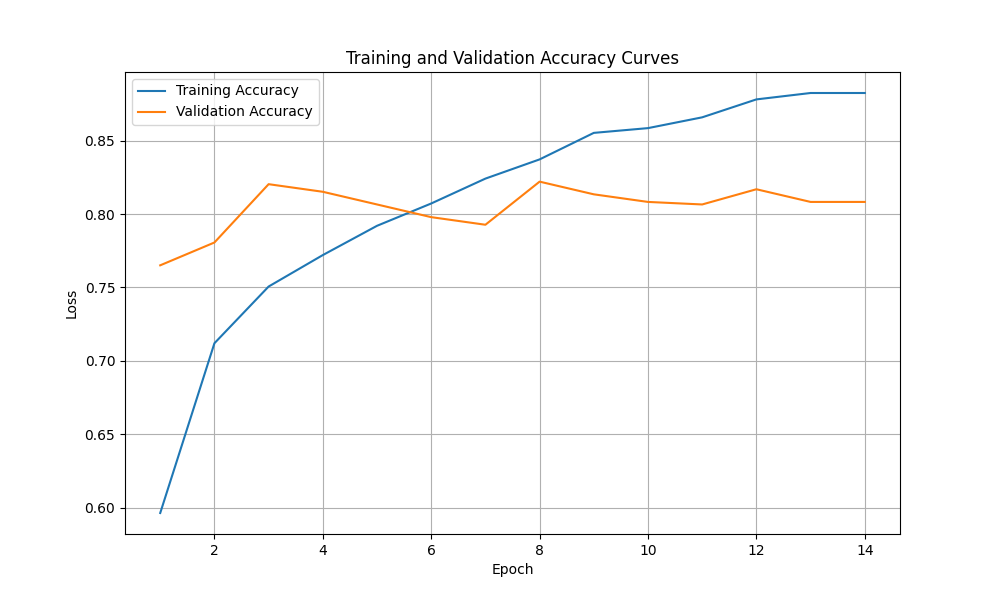 Training and Validation Accuracy Curves
Training Accuracy
Validation Accuracy
0.85
0.80
0.75
0.70
0.65
0.60
Loss
2 4 6 8 10 12 14
Epoch